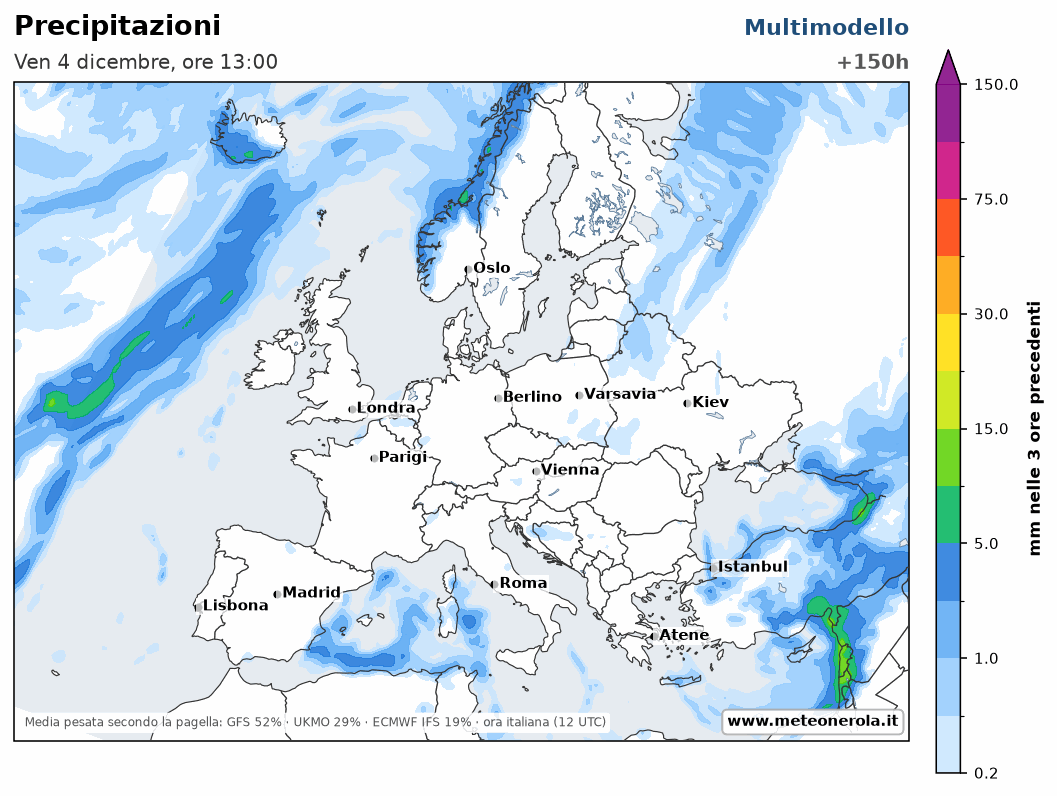 Precipitazioni
Multimodello
Ven 4 dicembre, ore 13:00
+150h
150.0
75.0
30.0
15.0
5.0
1.0
0.2
mm nelle 3 ore precedenti
Oslo
Berlino
Varsavia
Kiev
Londra
Parigi
Vienna
Istanbul
Roma
Madrid
Lisbona
Atene
Media pesata secondo la pagella: GFS 52% · UKMO 29% · ECMWF IFS 19% · ora italiana (12 UTC)
www.meteonerola.it